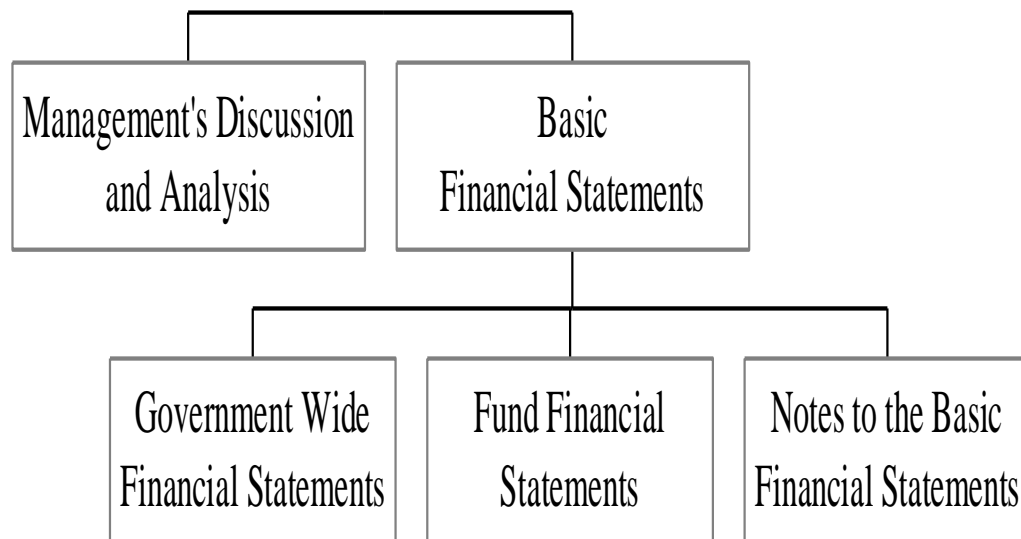 Management's Discussion
and Analysis
Basic
Financial Statements
Government Wide
Financial Statements
Fund Financial
Statements
Notes to the Basic
Financial Statements